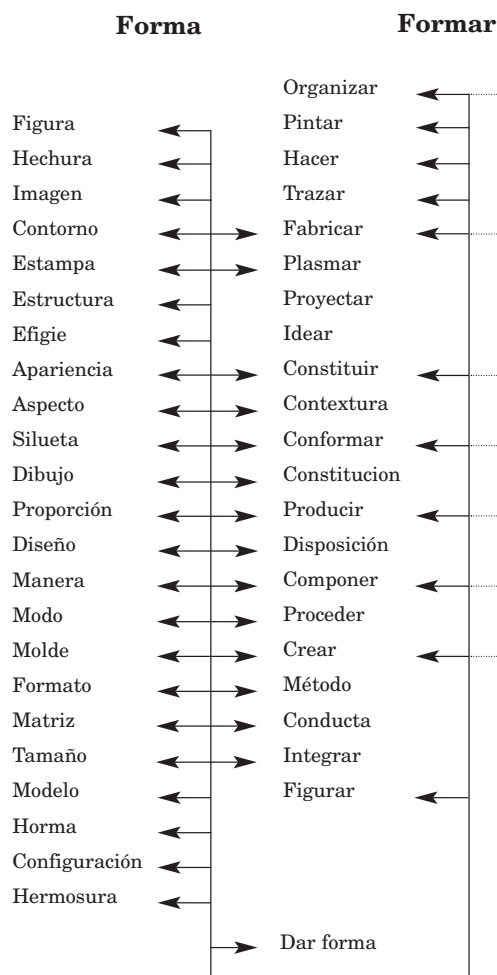 Forma
Formar
Organizar
Figura
Pintar
Hechura
Hacer
Imagen
Trazar
Contorno
Fabricar
Estampa
Plasmar
Estructura
Proyectar
Efigie
Idear
Apariencia
Constituir
Aspecto
Contextura
Silueta
Conformar
Dibujo
Constitucion
Proporción
Producir
Diseño
Disposición
Manera
Componer
Modo
Proceder
Molde
Crear
Formato
Método
Matriz
Conducta
Tamaño
Integrar
Modelo
Figurar
Horma
Configuración
Hermosura
Dar forma